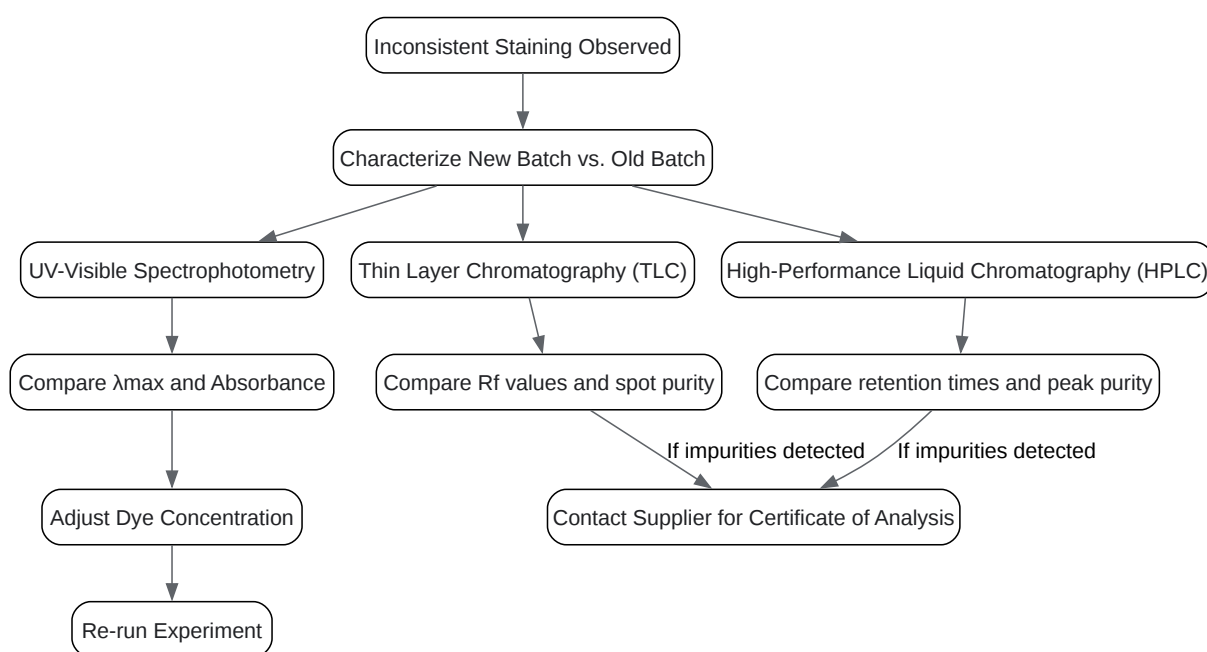 Inconsistent Staining Observed
Characterize New Batch vs. Old Batch
UV-Visible Spectrophotometry
Thin Layer Chromatography (TLC)
High-Performance Liquid Chromatography (HPLC)
Compare λmax and Absorbance
Compare Rf values and spot purity
Compare retention times and peak purity
If impurities detected
If impurities detected
Adjust Dye Concentration
Contact Supplier for Certificate of Analysis
Re-run Experiment